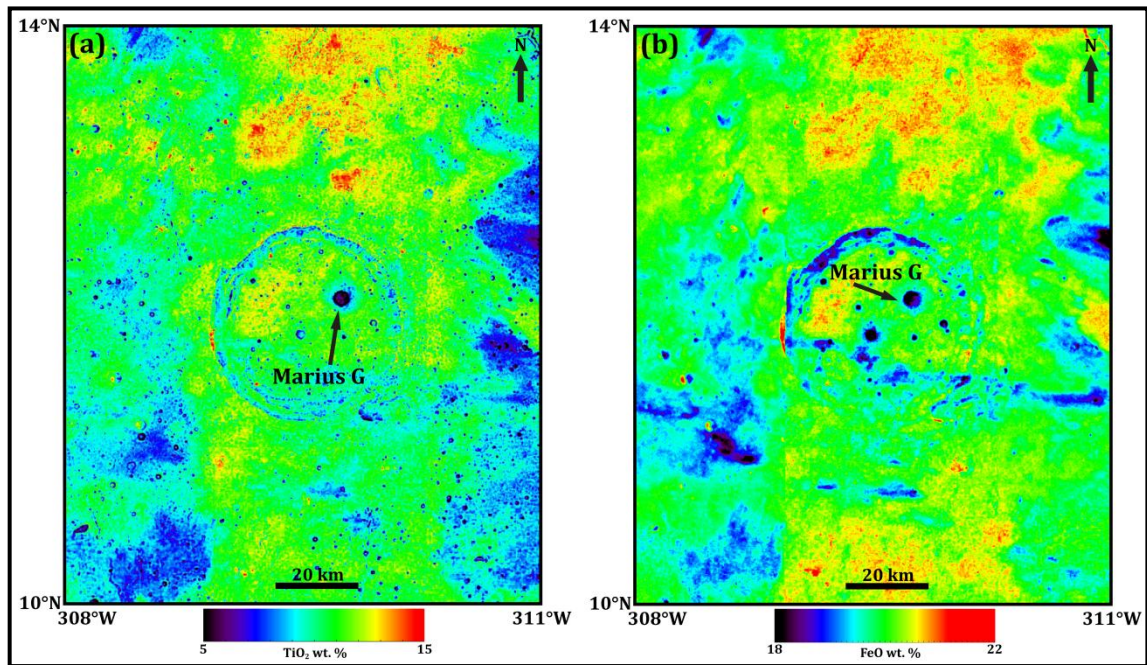 14°N
(a)
N
Marius G
20 km
10°N
308°W
311°W
5
15
TiO₂ wt. %
14°N
(b)
N
Marius G
20 km
10°N
308°W
311°W
18
22
FeO wt. %